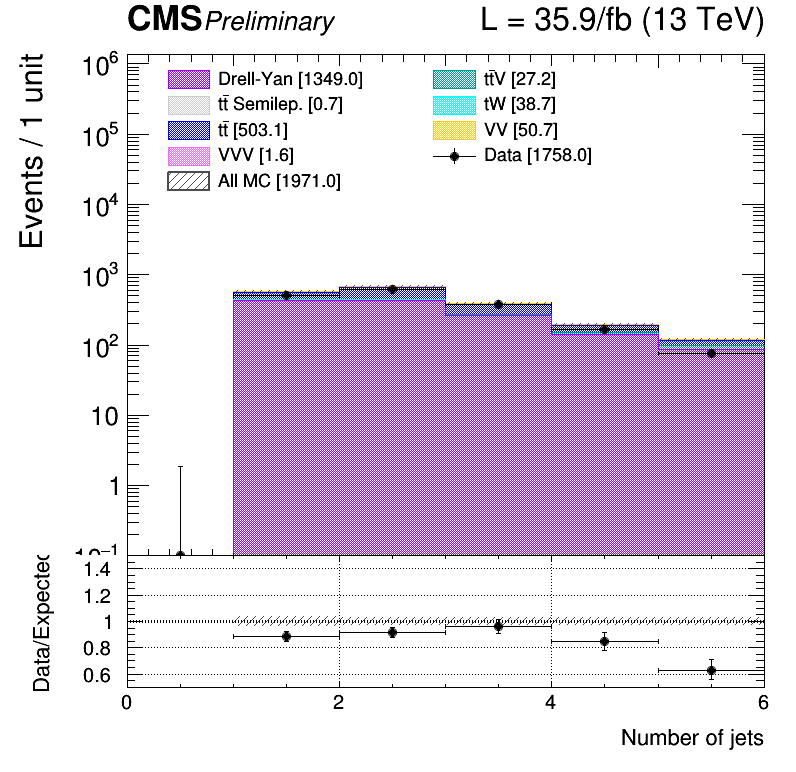 CMS Preliminary L = 35.9/fb (13 TeV)
Events / 1 unit
10⁶
10⁵
10⁴
10³
10²
10
1
10⁻¹
Drell-Yan [1349.0]
tt̄ Semilep. [0.7]
tt̄ [503.1]
VVV [1.6]
All MC [1971.0]
tt̄V [27.2]
tW [38.7]
VV [50.7]
Data [1758.0]
Data/Expected
1.4
1.2
1
0.8
0.6
0 2 4 6
Number of jets